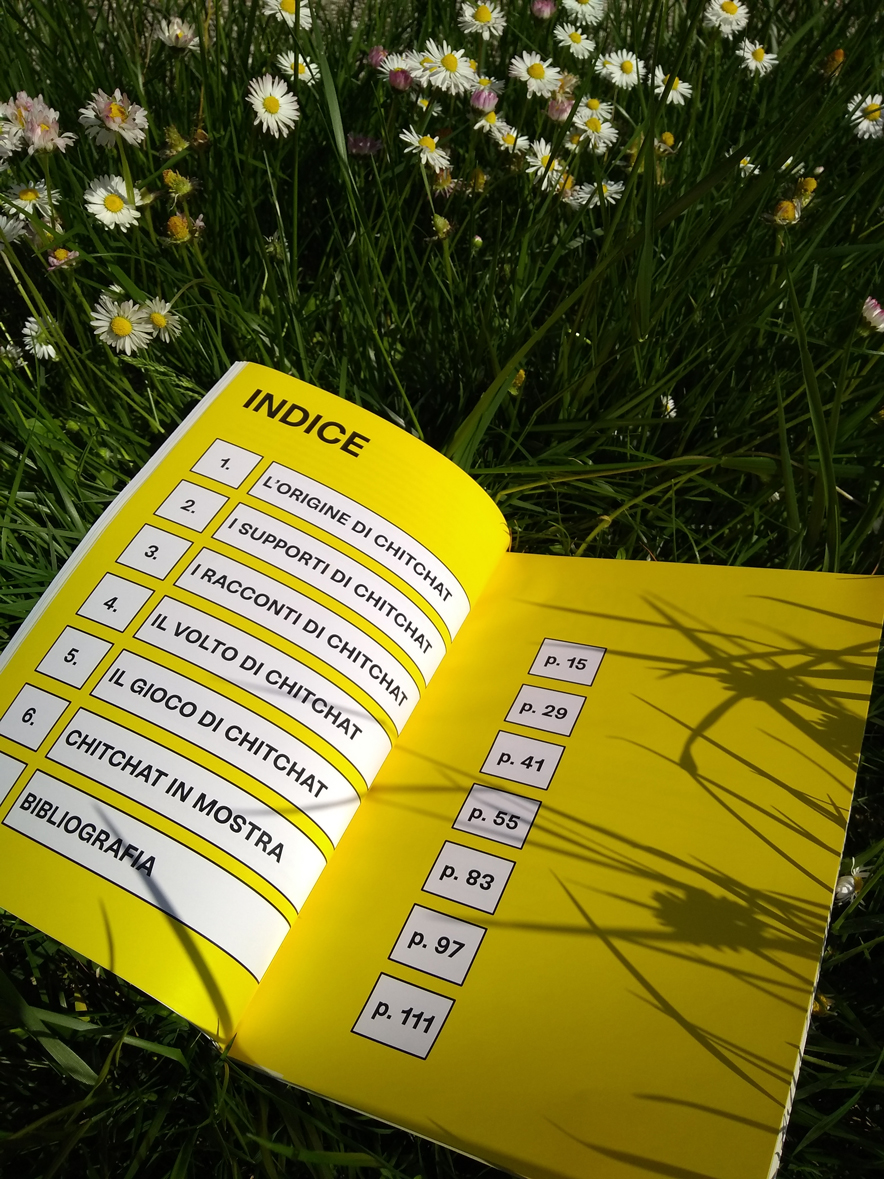 INDICE
1. L'ORIGINE DI CHITCHAT p. 15
2. I SUPPORTI DI CHITCHAT p. 29
3. I RACCONTI DI CHITCHAT p. 41
4. IL VOLTO DI CHITCHAT p. 55
5. IL GIOCO DI CHITCHAT p. 83
6. CHITCHAT IN MOSTRA p. 97
BIBLIOGRAFIA p. 111